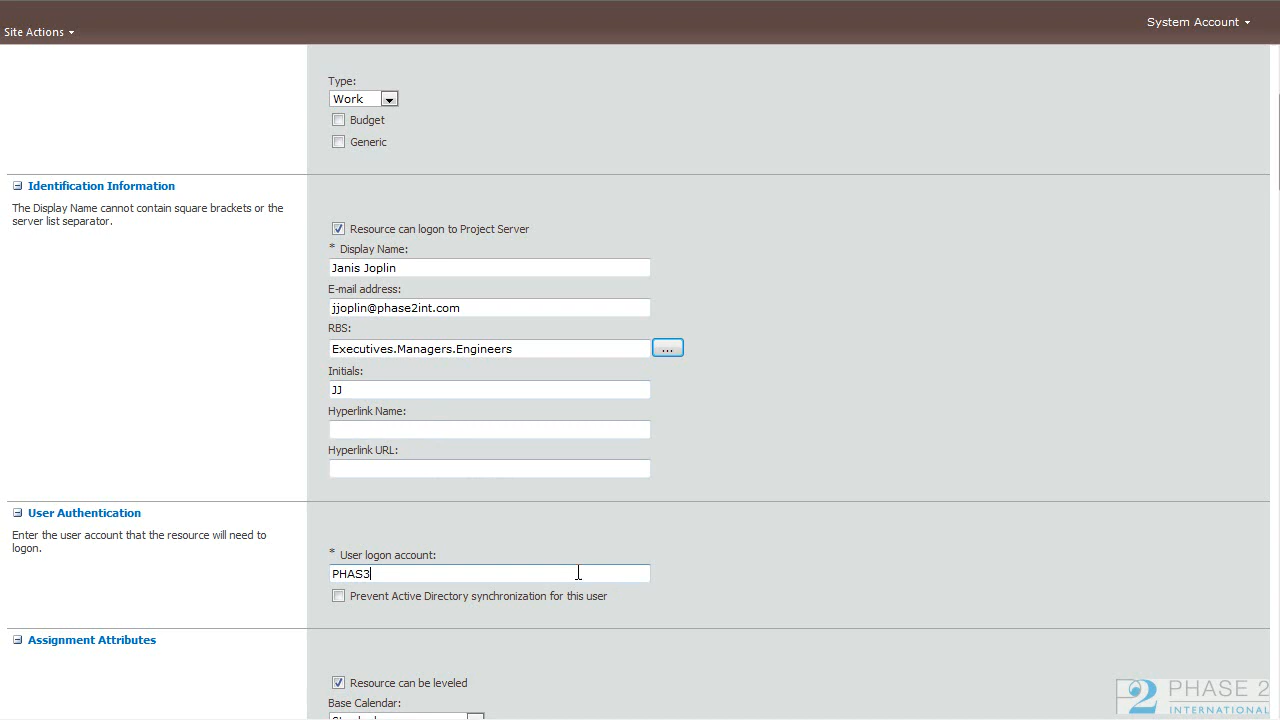 System Account
Site Actions
Type:
Work
Budget
Generic
Identification Information
The Display Name cannot contain square brackets or the
server list separator.
Resource can logon to Project Server
* Display Name:
Janis Joplin
E-mail address:
jjoplin@phase2int.com
RBS:
Executives.Managers.Engineers
...
Initials:
JJ
Hyperlink Name:
Hyperlink URL:
User Authentication
Enter the user account that the resource will need to
logon.
* User logon account:
PHAS3
Prevent Active Directory synchronization for this user
Assignment Attributes
Resource can be leveled
Base Calendar:
P2 PHASE 2
INTERNATIONAL